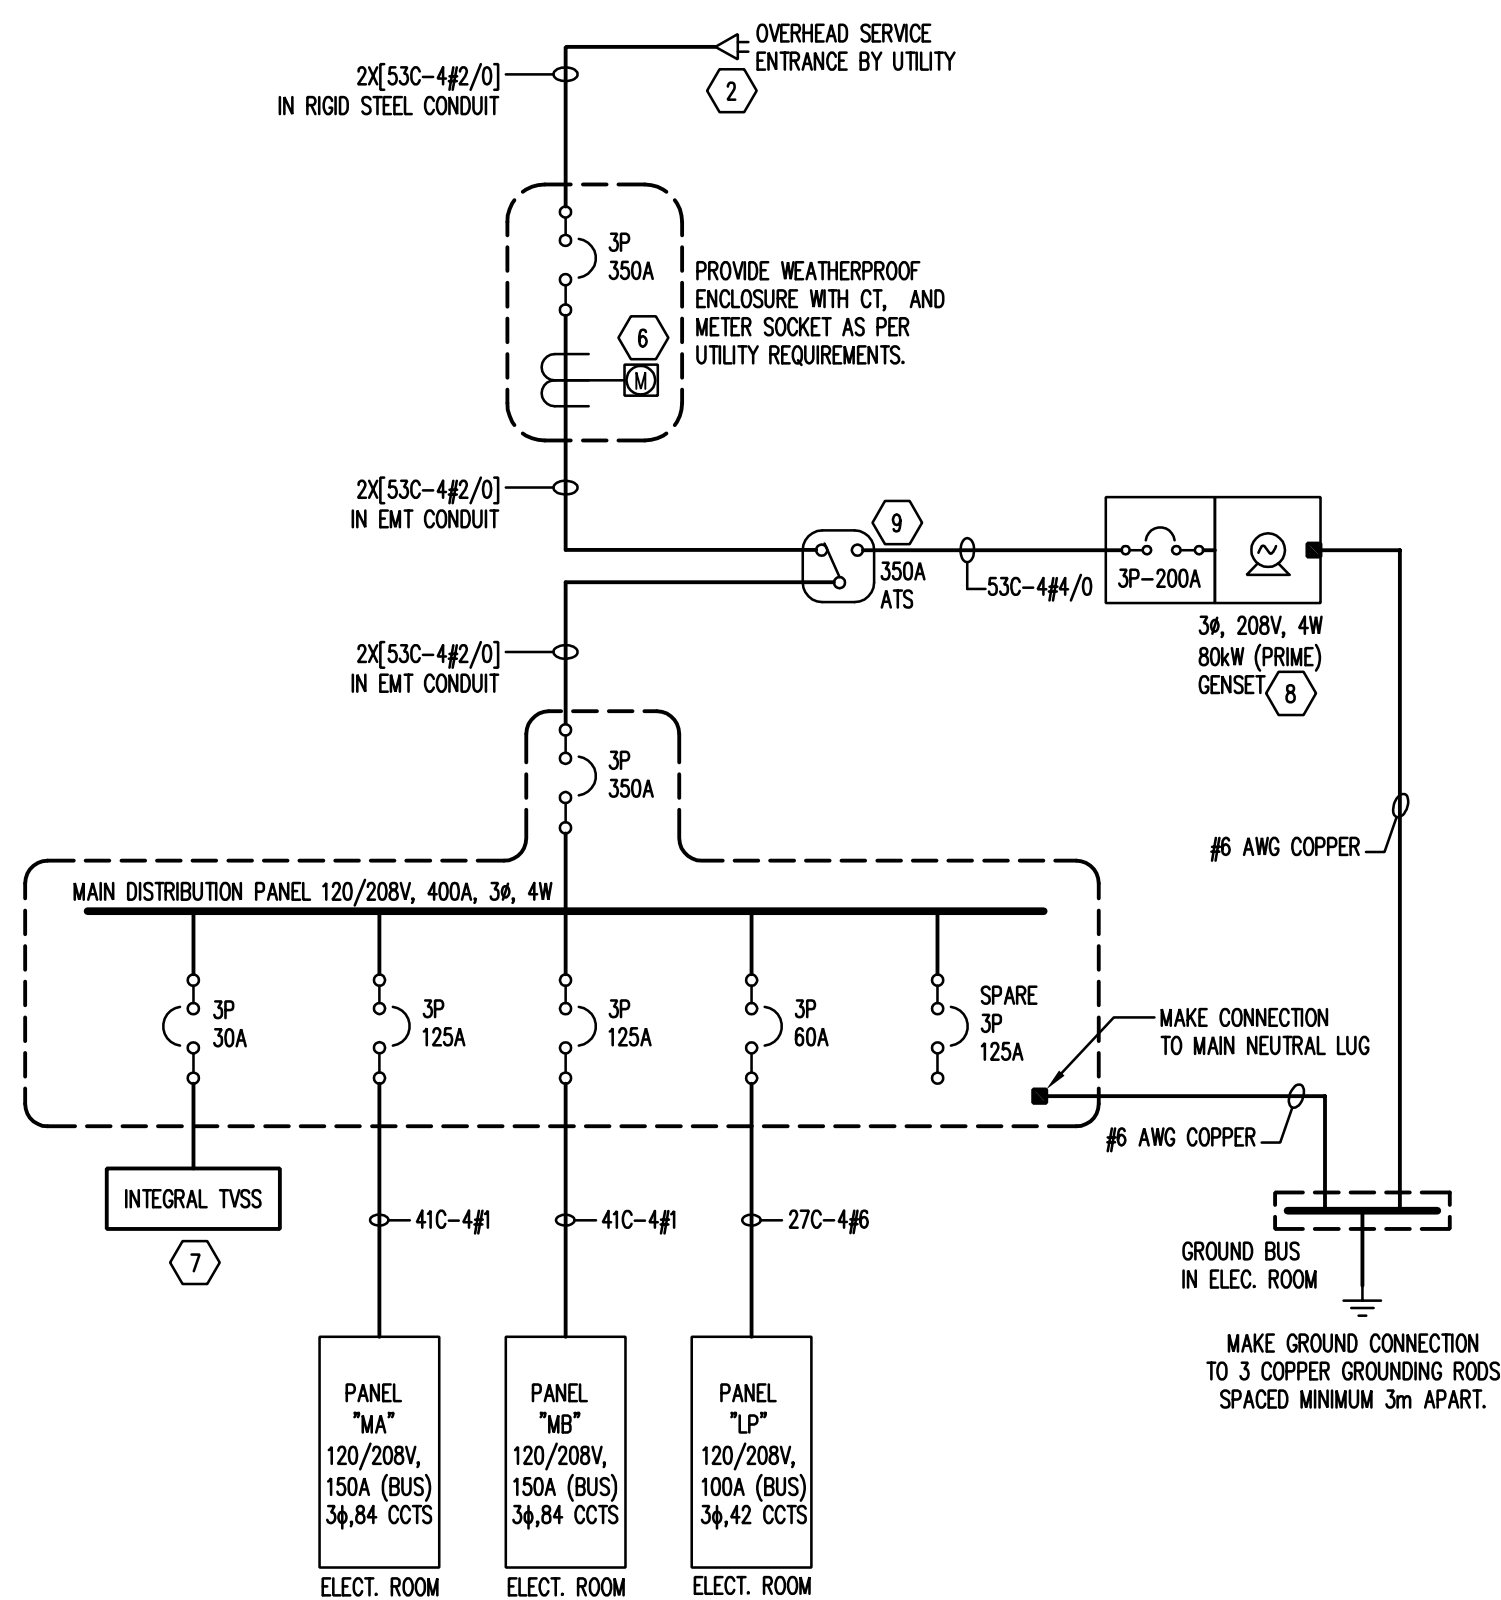 OVERHEAD SERVICE
ENTRANCE BY UTILITY
2
2X[53C-4#2/0]
IN RIGID STEEL CONDUIT
3P
350A
PROVIDE WEATHERPROOF
ENCLOSURE WITH CT, AND
METER SOCKET AS PER
UTILITY REQUIREMENTS.
6
M
2X[53C-4#2/0]
IN EMT CONDUIT
9
350A
ATS
53C-4#4/0
3P-200A
3ø, 208V, 4W
80kW (PRIME)
GENSET
8
2X[53C-4#2/0]
IN EMT CONDUIT
3P
350A
#6 AWG COPPER
MAIN DISTRIBUTION PANEL 120/208V, 400A, 3ø, 4W
3P
30A
3P
125A
3P
125A
3P
60A
SPARE
3P
125A
MAKE CONNECTION
TO MAIN NEUTRAL LUG
#6 AWG COPPER
INTEGRAL TVSS
7
41C-4#1
41C-4#1
27C-4#6
GROUND BUS
IN ELEC. ROOM
MAKE GROUND CONNECTION
TO 3 COPPER GROUNDING RODS
SPACED MINIMUM 3m APART.
PANEL
"MA"
120/208V,
150A (BUS)
3ϕ,84 CCTS
ELECT. ROOM
PANEL
"MB"
120/208V,
150A (BUS)
3ϕ,84 CCTS
ELECT. ROOM
PANEL
"LP"
120/208V,
100A (BUS)
3ϕ,42 CCTS
ELECT. ROOM